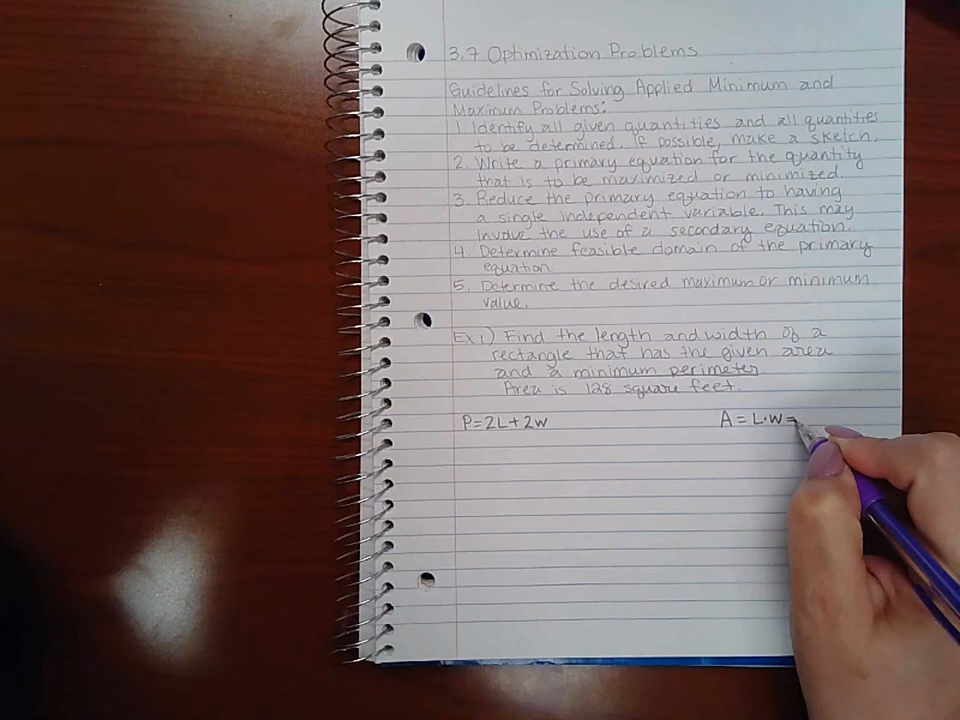 3.7 Optimization Problems
Guidelines for Solving Applied Minimum and
Maximum Problems:
1. Identify all given quantities and all quantities
to be determined. If possible, make a sketch.
2. Write a primary equation for the quantity
that is to be maximized or minimized.
3. Reduce the primary equation to having
a single independent variable. This may
involve the use of a secondary equation.
4. Determine feasible domain of the primary
equation.
5. Determine the desired maximum or minimum
value.
Ex1) Find the length and width of a
rectangle that has the given area
and a minimum perimeter
Area is 128 square feet.
P=2L+2W
A=L·W=